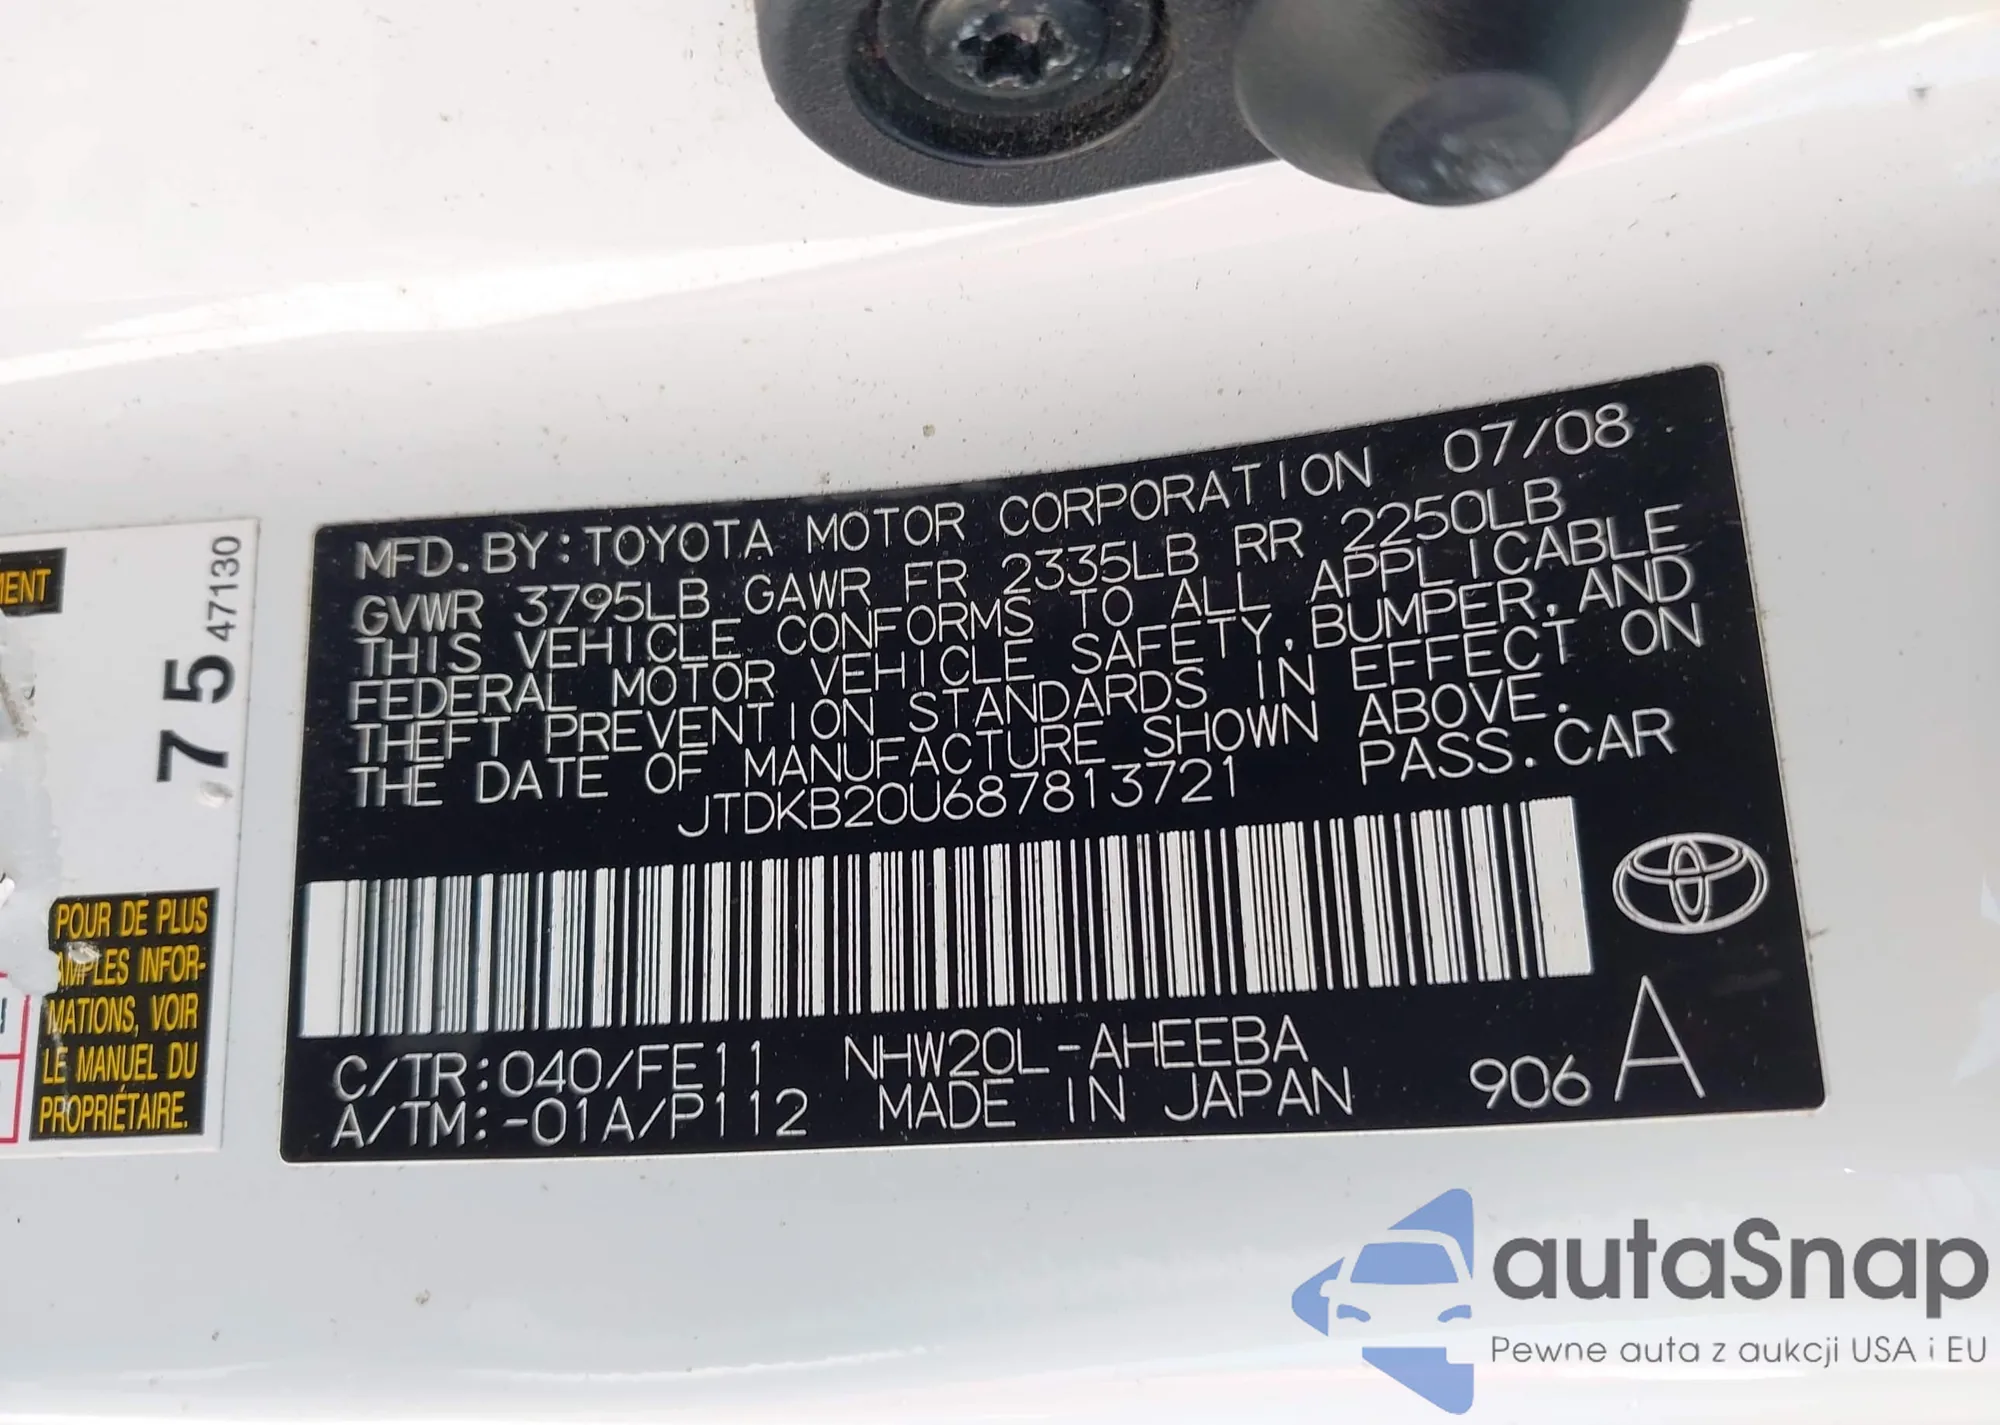 MFD. BY: TOYOTA MOTOR CORPORATION 07/08
GVWR 3795LB GAWR FR 2335LB RR 2250LB
THIS VEHICLE CONFORMS TO ALL APPLICABLE
FEDERAL MOTOR VEHICLE SAFETY, BUMPER, AND
THEFT PREVENTION STANDARDS IN EFFECT ON
THE DATE OF MANUFACTURE SHOWN ABOVE.
JTDKB20U687813721 PASS. CAR
C/TR:040/FE11 NHW20L-AHEEBA
A/TM:-01A/P112 MADE IN JAPAN 906 A
MENT
75 47130
POUR DE PLUS
AMPLES INFOR-
MATIONS, VOIR
LE MANUEL DU
PROPRIÉTAIRE.
autaSnap
Pewne auta z aukcji USA i EU